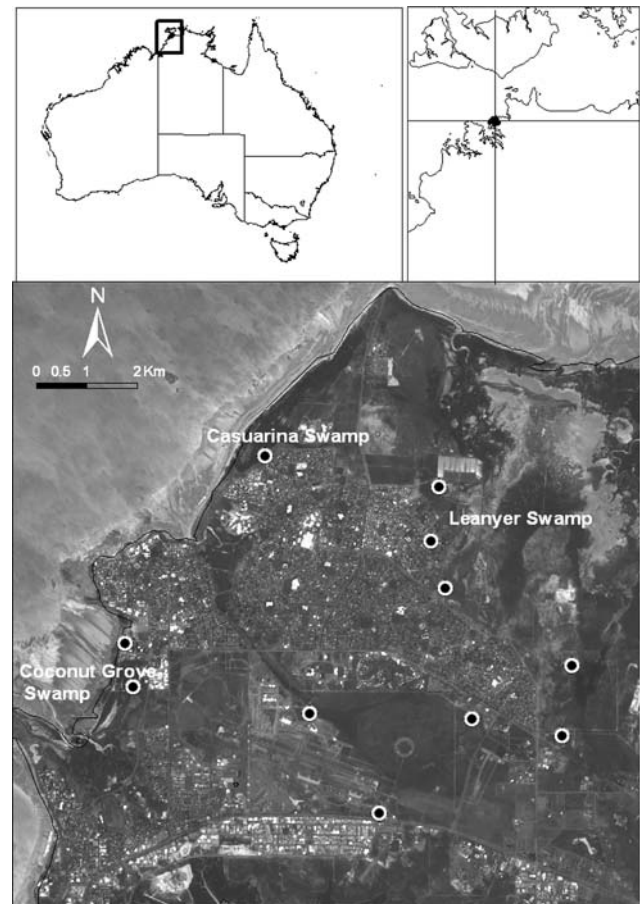 N
0 0.5 1 2 Km
Casuarina Swamp
Leanyer Swamp
Coconut Grove
Swamp